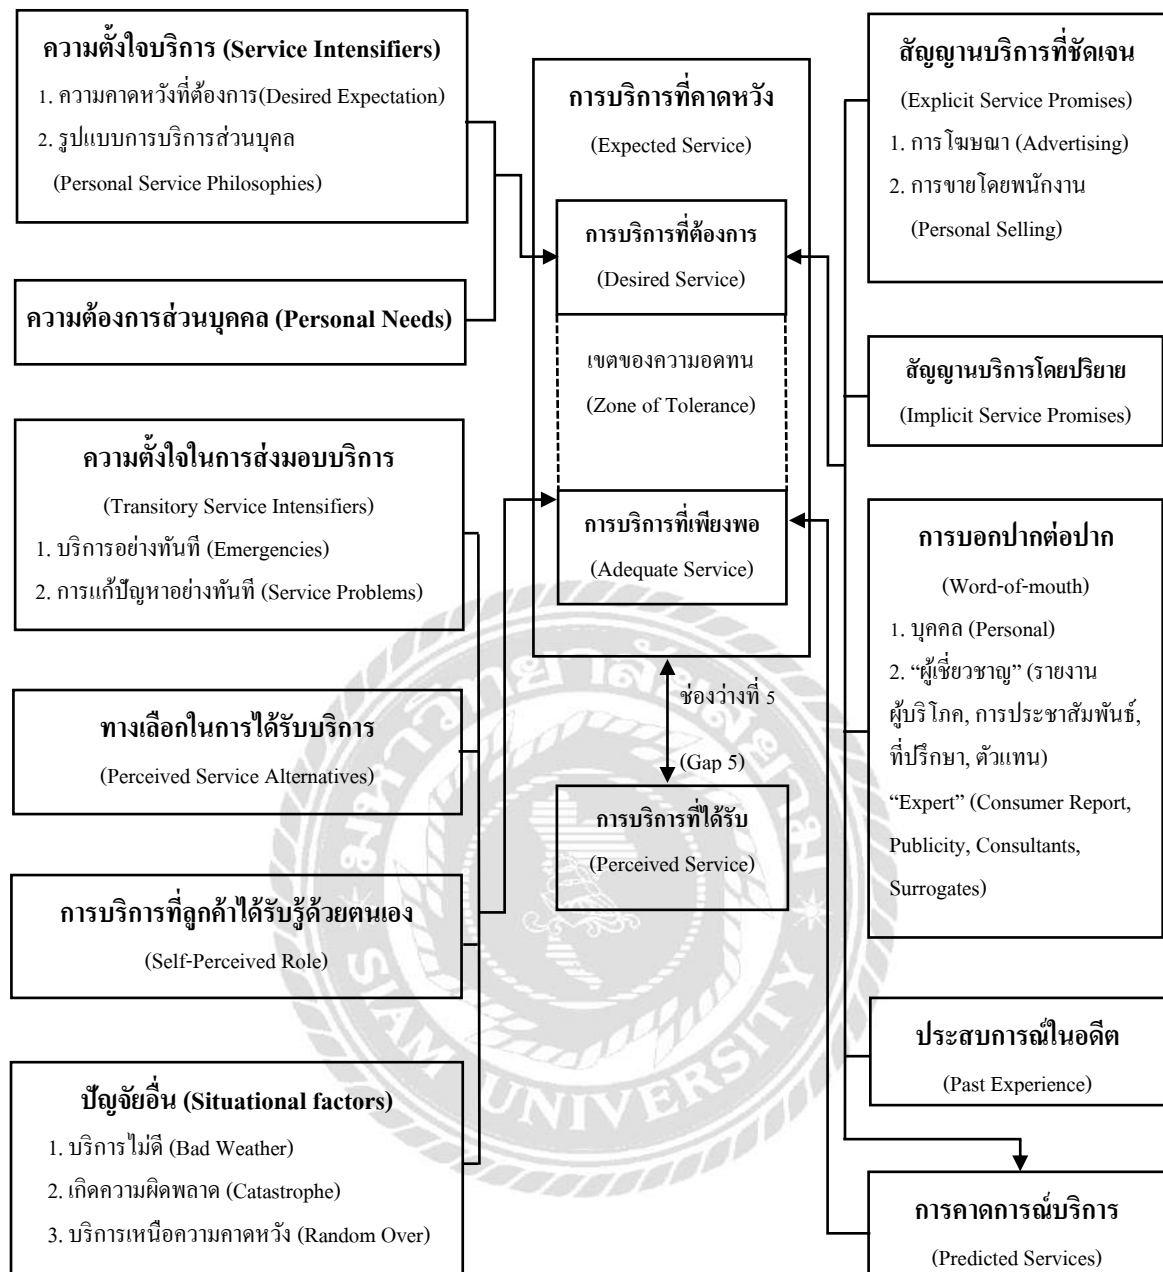 ความตั้งใจบริการ (Service Intensifiers)
1. ความคาดหวังที่ต้องการ(Desired Expectation)
2. รูปแบบการบริการส่วนบุคล
(Personal Service Philosophies)
ความต้องการส่วนบุคคล (Personal Needs)
ความตั้งใจในการส่งมอบบริการ
(Transitory Service Intensifiers)
1. บริการอย่างทันที (Emergencies)
2. การแก้ปัญหาอย่างทันที (Service Problems)
ทางเลือกในการได้รับบริการ
(Perceived Service Alternatives)
การบริการที่ลูกค้าได้รับรู้ด้วยตนเอง
(Self-Perceived Role)
ปัจจัยอื่น (Situational factors)
1. บริการไม่ดี (Bad Weather)
2. เกิดความผิดพลาด (Catastrophe)
3. บริการเหนือความคาดหวัง (Random Over)
การบริการที่คาดหวัง
(Expected Service)
การบริการที่ต้องการ
(Desired Service)
เขตของความอดทน
(Zone of Tolerance)
การบริการที่เพียงพอ
(Adequate Service)
ช่องว่างที่ 5
(Gap 5)
การบริการที่ได้รับ
(Perceived Service)
สัญญานบริการที่ชัดเจน
(Explicit Service Promises)
1. การโฆษณา (Advertising)
2. การขายโดยพนักงาน
(Personal Selling)
สัญญานบริการโดยปริยาย
(Implicit Service Promises)
การบอกปากต่อปาก
(Word-of-mouth)
1. บุคคล (Personal)
2. “ผู้เชี่ยวชาญ” (รายงาน
ผู้บริโภค, การประชาสัมพันธ์,
ที่ปรึกษา, ตัวแทน)
“Expert” (Consumer Report,
Publicity, Consultants,
Surrogates)
ประสบการณ์ในอดีต
(Past Experience)
การคาดการณ์บริการ
(Predicted Services)
มหาวิทยาลัยสยาม
SIAM UNIVERSITY